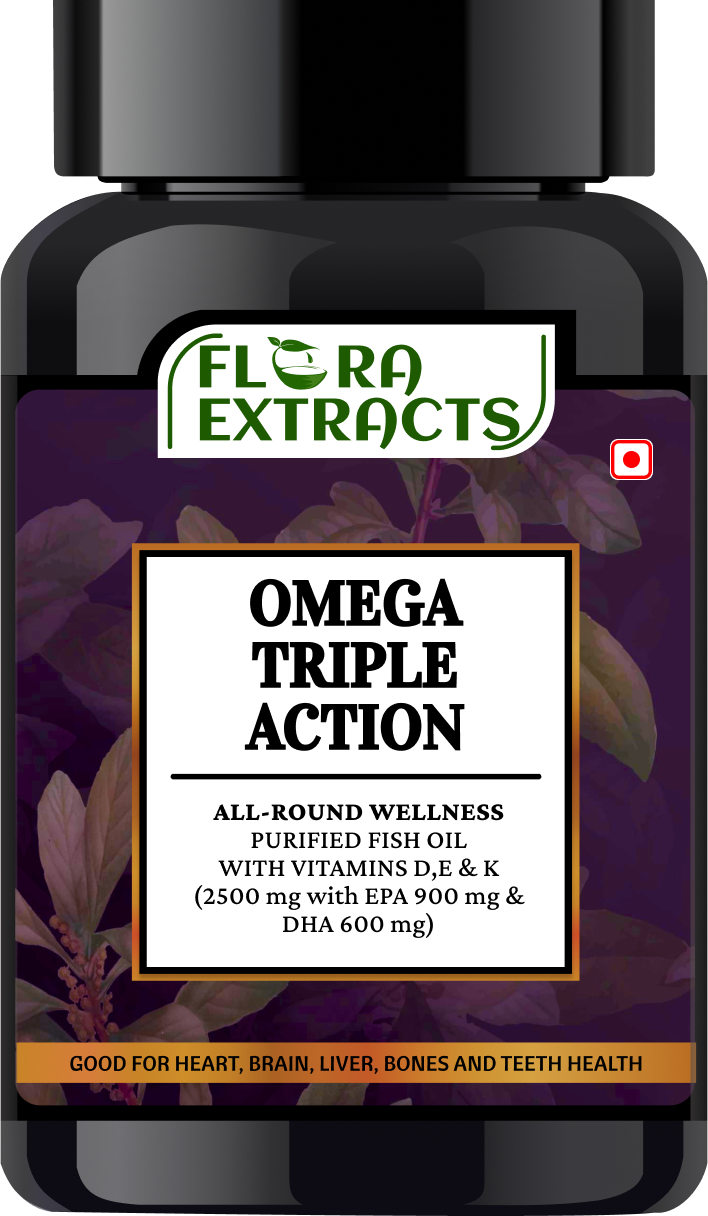 FLORA
EXTRACTS
OMEGA
TRIPLE
ACTION
ALL-ROUND WELLNESS
PURIFIED FISH OIL
WITH VITAMINS D,E & K
(2500 mg with EPA 900 mg &
DHA 600 mg)
GOOD FOR HEART, BRAIN, LIVER, BONES AND TEETH HEALTH